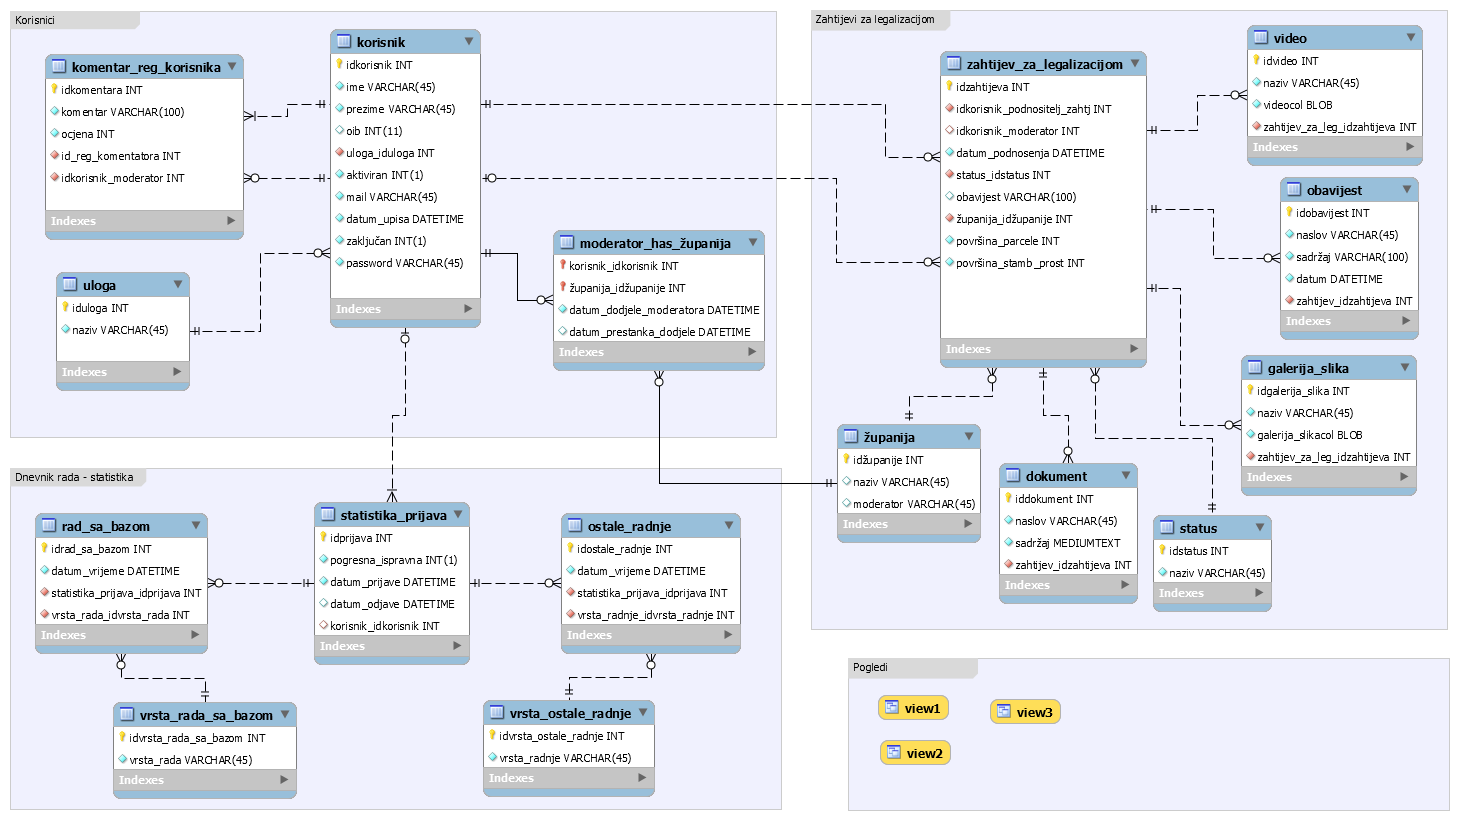 Korisnici
komentar_reg_korisnika
idkomentara INT
komentar VARCHAR(100)
ocjena INT
id_reg_komentatora INT
idkorisnik_moderator INT
Indexes
korisnik
idkorisnik INT
ime VARCHAR(45)
prezime VARCHAR(45)
oib INT(11)
uloga_iduloga INT
aktiviran INT(1)
mail VARCHAR(45)
datum_upisa DATETIME
zaključan INT(1)
password VARCHAR(45)
Indexes
uloga
iduloga INT
naziv VARCHAR(45)
Indexes
moderator_has_županija
korisnik_idkorisnik INT
županija_idžupanije INT
datum_dodjele_moderatora DATETIME
datum_prestanka_dodjele DATETIME
Indexes
Zahtijevi za legalizacijom
zahtijev_za_legalizacijom
idzahtijeva INT
idkorisnik_podnositelj_zahtj INT
idkorisnik_moderator INT
datum_podnosenja DATETIME
status_idstatus INT
obavijest VARCHAR(100)
županija_idžupanije INT
površina_parcele INT
površina_stamb_prost INT
Indexes
video
idvideo INT
naziv VARCHAR(45)
videocol BLOB
zahtijev_za_leg_idzahtijeva INT
Indexes
obavijest
idobavijest INT
naslov VARCHAR(45)
sadržaj VARCHAR(100)
datum DATETIME
zahtijev_idzahtijeva INT
Indexes
galerija_slika
idgalerija_slika INT
naziv VARCHAR(45)
galerija_slikacol BLOB
zahtijev_za_leg_idzahtijeva INT
Indexes
županija
idžupanije INT
naziv VARCHAR(45)
moderator VARCHAR(45)
Indexes
dokument
iddokument INT
naslov VARCHAR(45)
sadržaj MEDIUMTEXT
zahtijev_idzahtijeva INT
Indexes
status
idstatus INT
naziv VARCHAR(45)
Indexes
Dnevnik rada - statistika
rad_sa_bazom
idrad_sa_bazom INT
datum_vrijeme DATETIME
statistika_prijava_idprijava INT
vrsta_rada_idvrsta_rada INT
Indexes
statistika_prijava
idprijava INT
pogresna_ispravna INT(1)
datum_prijave DATETIME
datum_odjave DATETIME
korisnik_idkorisnik INT
Indexes
ostale_radnje
idostale_radnje INT
datum_vrijeme DATETIME
statistika_prijava_idprijava INT
vrsta_radnje_idvrsta_radnje INT
Indexes
vrsta_rada_sa_bazom
idvrsta_rada_sa_bazom INT
vrsta_rada VARCHAR(45)
Indexes
vrsta_ostale_radnje
idvrsta_ostale_radnje INT
vrsta_radnje VARCHAR(45)
Indexes
Pogledi
view1
view3
view2